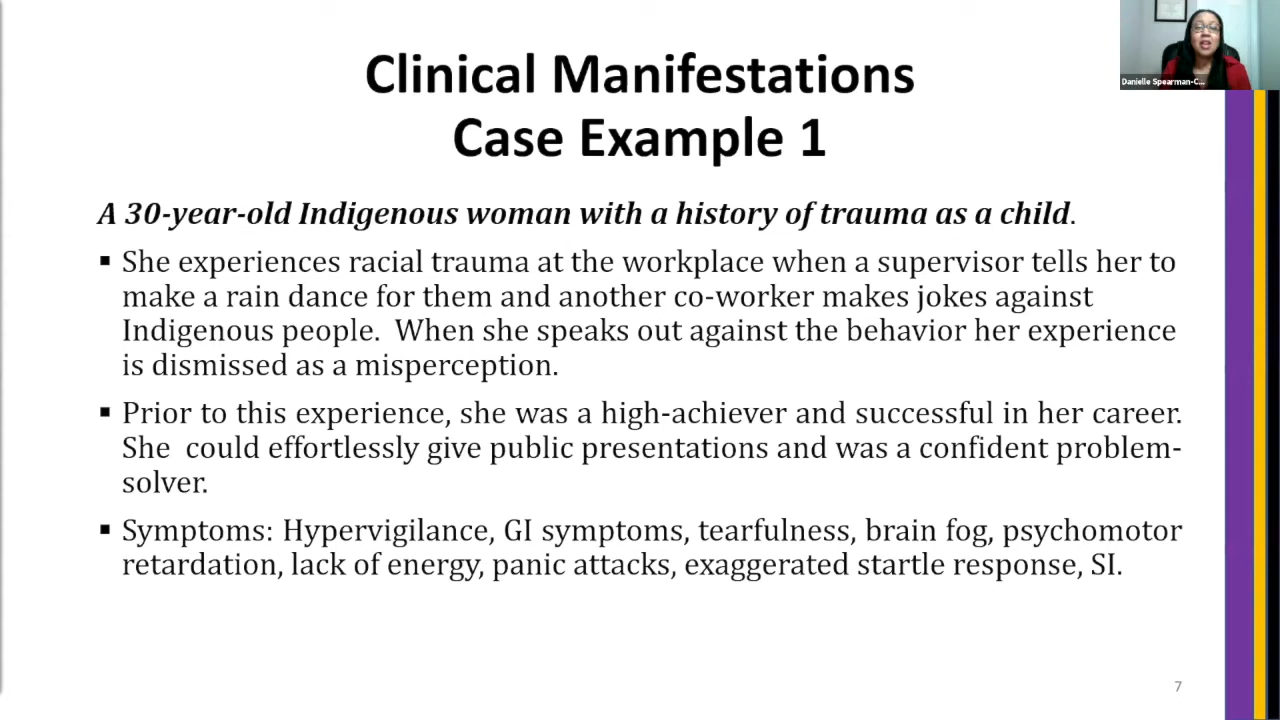 Danielle Spearman-C...
Clinical Manifestations
Case Example 1
A 30-year-old Indigenous woman with a history of trauma as a child.
▪ She experiences racial trauma at the workplace when a supervisor tells her to
make a rain dance for them and another co-worker makes jokes against
Indigenous people. When she speaks out against the behavior her experience
is dismissed as a misperception.
▪ Prior to this experience, she was a high-achiever and successful in her career.
She could effortlessly give public presentations and was a confident problem-
solver.
▪ Symptoms: Hypervigilance, GI symptoms, tearfulness, brain fog, psychomotor
retardation, lack of energy, panic attacks, exaggerated startle response, SI.
7